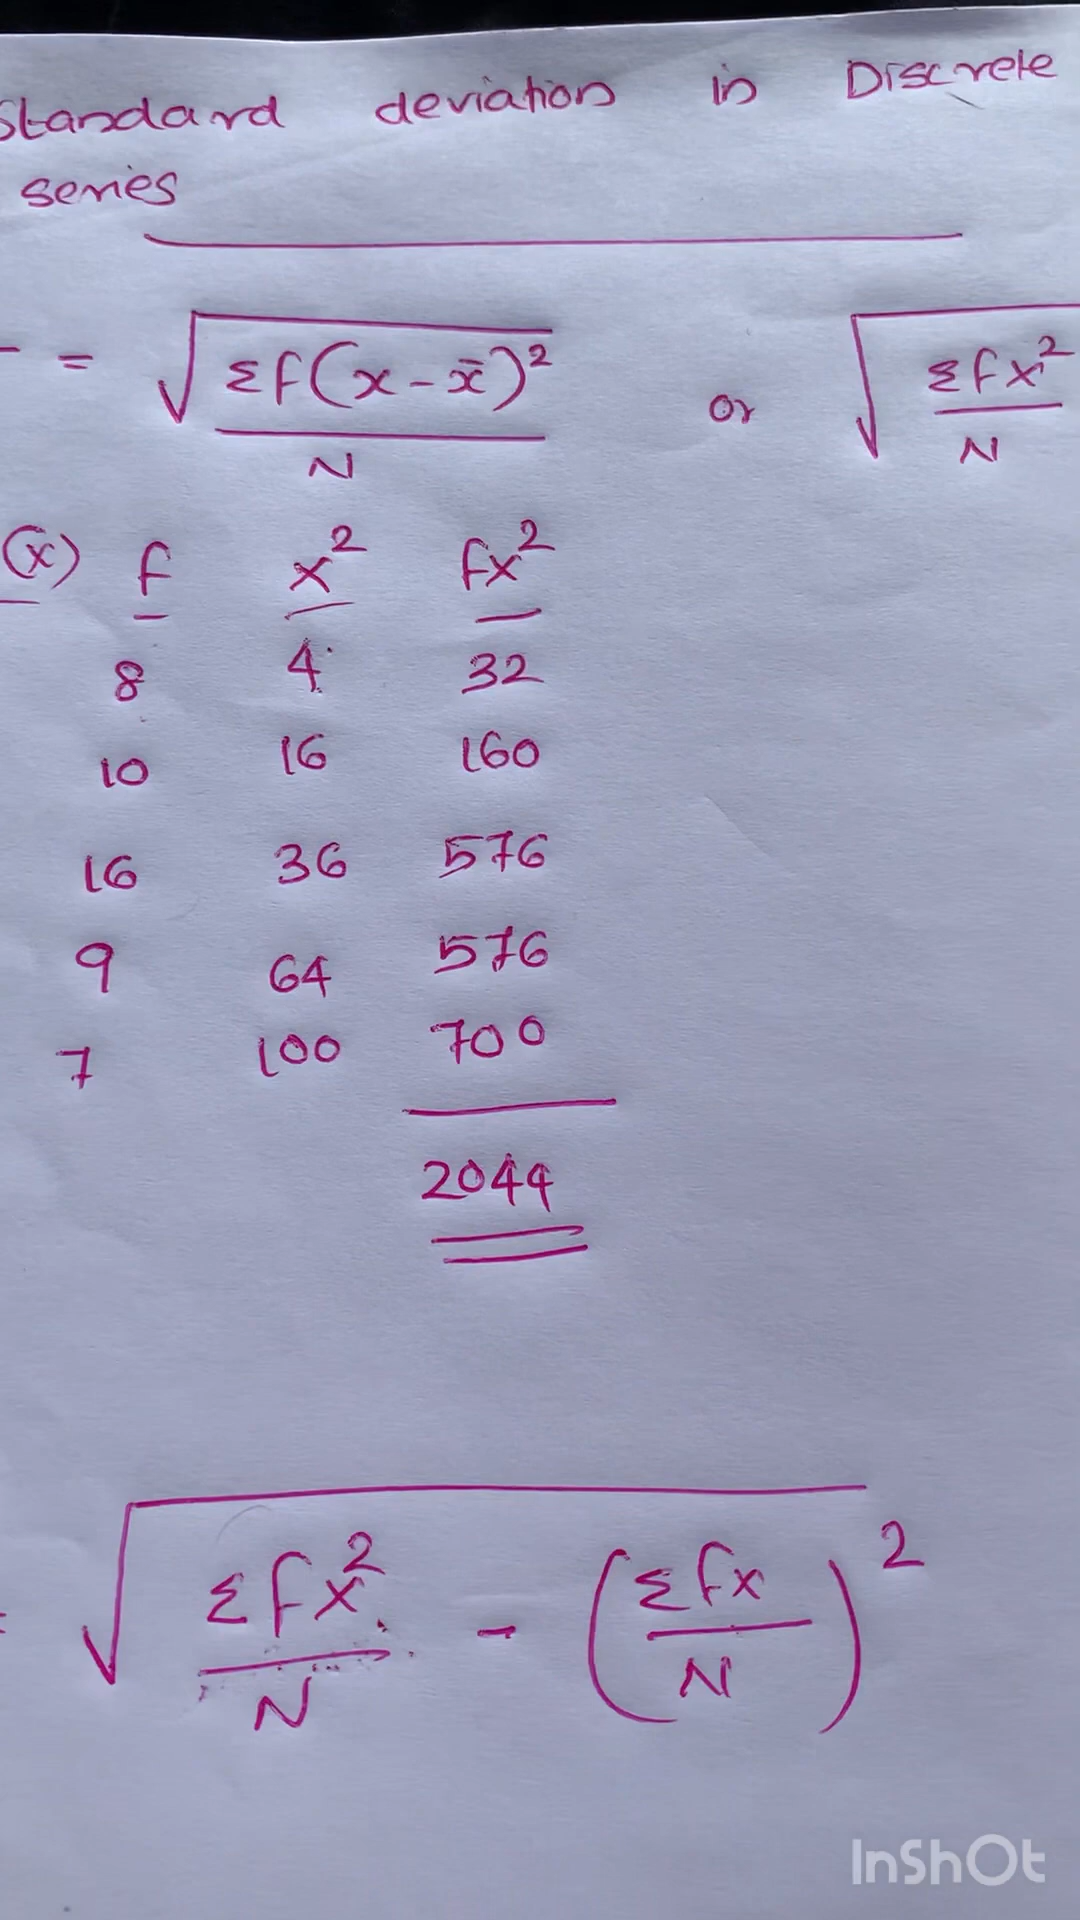 Standard deviation in Discrete
series
= √ Σf(x-x̄)² / N or √ Σfx² / N
(x) f x² fx²
8 4 32
10 16 160
16 36 576
9 64 576
7 100 700
2044
√ Σfx² / N - (Σfx / N)²
InShOt